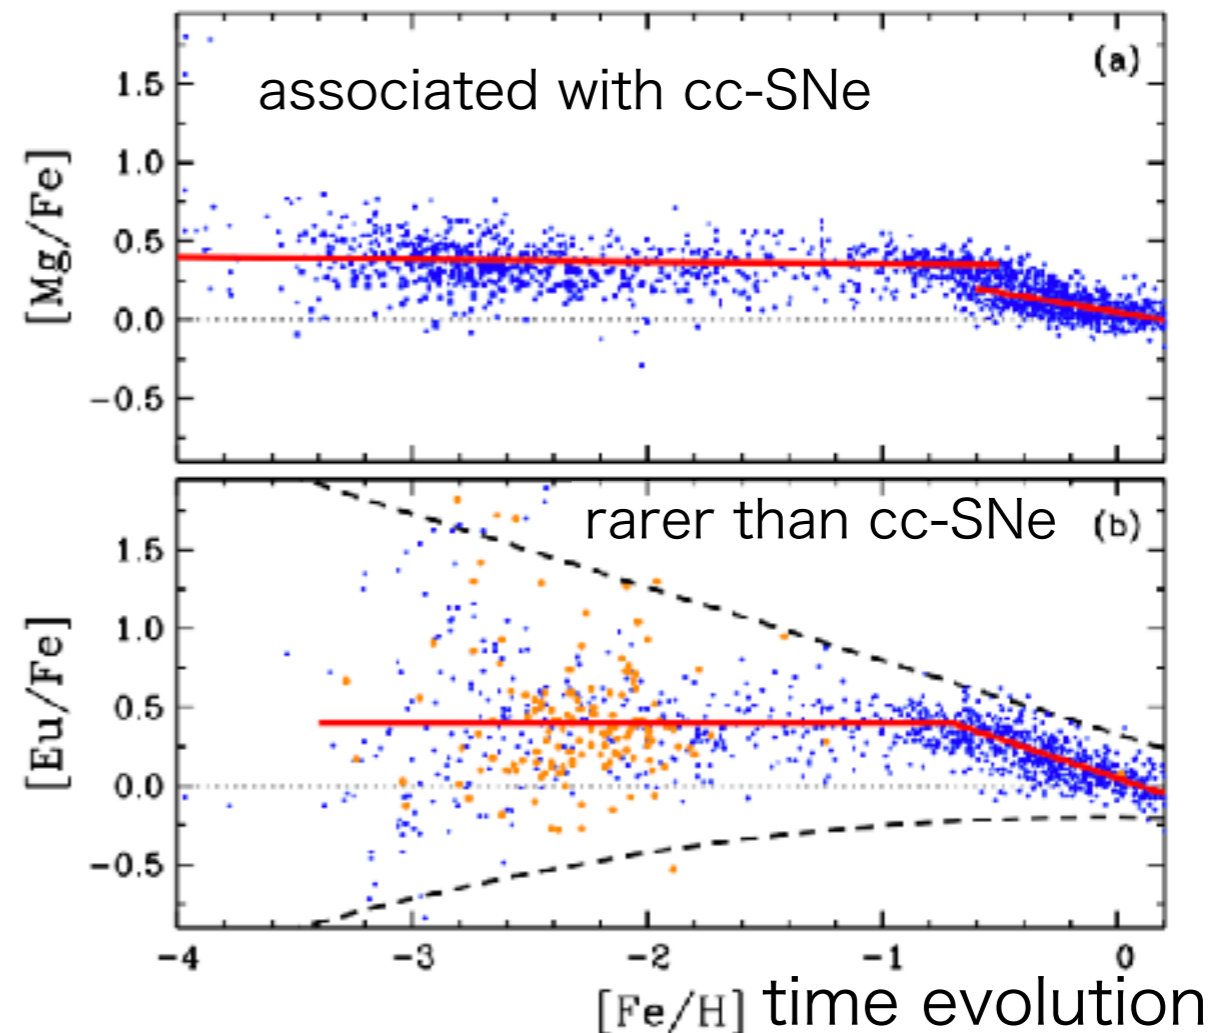 (a)
associated with cc-SNe
[Mg/Fe]
1.5
1.0
0.5
0.0
−0.5
rarer than cc-SNe (b)
[Eu/Fe]
1.5
1.0
0.5
0.0
−0.5
−4 −3 −2 −1 0
[Fe/H] time evolution